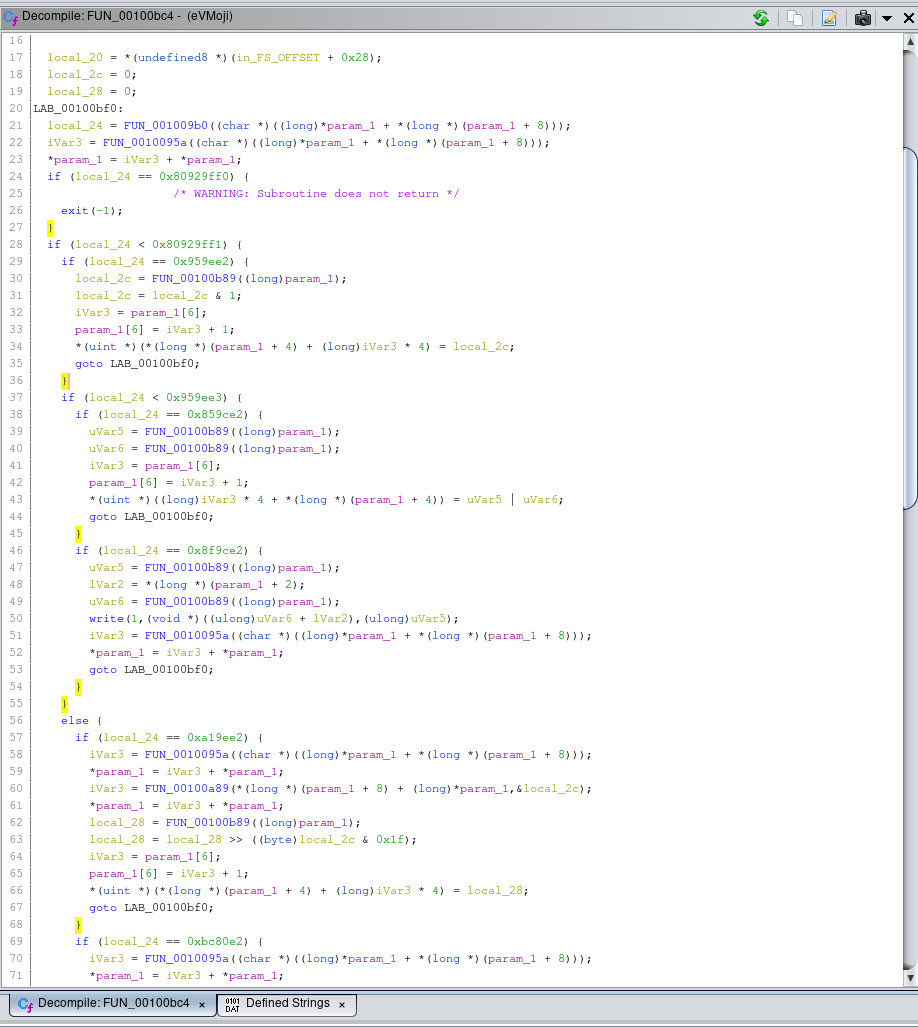 Decompile: FUN_00100bc4 - (eVMoji)
16
17 local_20 = *(undefined8 *)(in_FS_OFFSET + 0x28);
18 local_2c = 0;
19 local_28 = 0;
20 LAB_00100bf0:
21 local_24 = FUN_001009b0((char *)((long)*param_1 + *(long *)(param_1 + 8)));
22 iVar3 = FUN_0010095a((char *)((long)*param_1 + *(long *)(param_1 + 8)));
23 *param_1 = iVar3 + *param_1;
24 if (local_24 == 0x80929ff0) {
25 /* WARNING: Subroutine does not return */
26 exit(-1);
27 }
28 if (local_24 < 0x80929ff1) {
29 if (local_24 == 0x959ee2) {
30 local_2c = FUN_00100b89((long)param_1);
31 local_2c = local_2c & 1;
32 iVar3 = param_1[6];
33 param_1[6] = iVar3 + 1;
34 *(uint *)(*(long *)(param_1 + 4) + (long)iVar3 * 4) = local_2c;
35 goto LAB_00100bf0;
36 }
37 if (local_24 < 0x959ee3) {
38 if (local_24 == 0x859ce2) {
39 uVar5 = FUN_00100b89((long)param_1);
40 uVar6 = FUN_00100b89((long)param_1);
41 iVar3 = param_1[6];
42 param_1[6] = iVar3 + 1;
43 *(uint *)((long)iVar3 * 4 + *(long *)(param_1 + 4)) = uVar5 | uVar6;
44 goto LAB_00100bf0;
45 }
46 if (local_24 == 0x8f9ce2) {
47 uVar5 = FUN_00100b89((long)param_1);
48 lVar2 = *(long *)(param_1 + 2);
49 uVar6 = FUN_00100b89((long)param_1);
50 write(1,(void *)((ulong)uVar6 + lVar2),(ulong)uVar5);
51 iVar3 = FUN_0010095a((char *)((long)*param_1 + *(long *)(param_1 + 8)));
52 *param_1 = iVar3 + *param_1;
53 goto LAB_00100bf0;
54 }
55 }
56 else {
57 if (local_24 == 0xa19ee2) {
58 iVar3 = FUN_0010095a((char *)((long)*param_1 + *(long *)(param_1 + 8)));
59 *param_1 = iVar3 + *param_1;
60 iVar3 = FUN_00100a89(*(long *)(param_1 + 8) + (long)*param_1,&local_2c);
61 *param_1 = iVar3 + *param_1;
62 local_28 = FUN_00100b89((long)param_1);
63 local_28 = local_28 >> ((byte)local_2c & 0x1f);
64 iVar3 = param_1[6];
65 param_1[6] = iVar3 + 1;
66 *(uint *)(*(long *)(param_1 + 4) + (long)iVar3 * 4) = local_28;
67 goto LAB_00100bf0;
68 }
69 if (local_24 == 0xbc80e2) {
70 iVar3 = FUN_0010095a((char *)((long)*param_1 + *(long *)(param_1 + 8)));
71 *param_1 = iVar3 + *param_1;
Decompile: FUN_00100bc4 × 0101 DAT Defined Strings ×